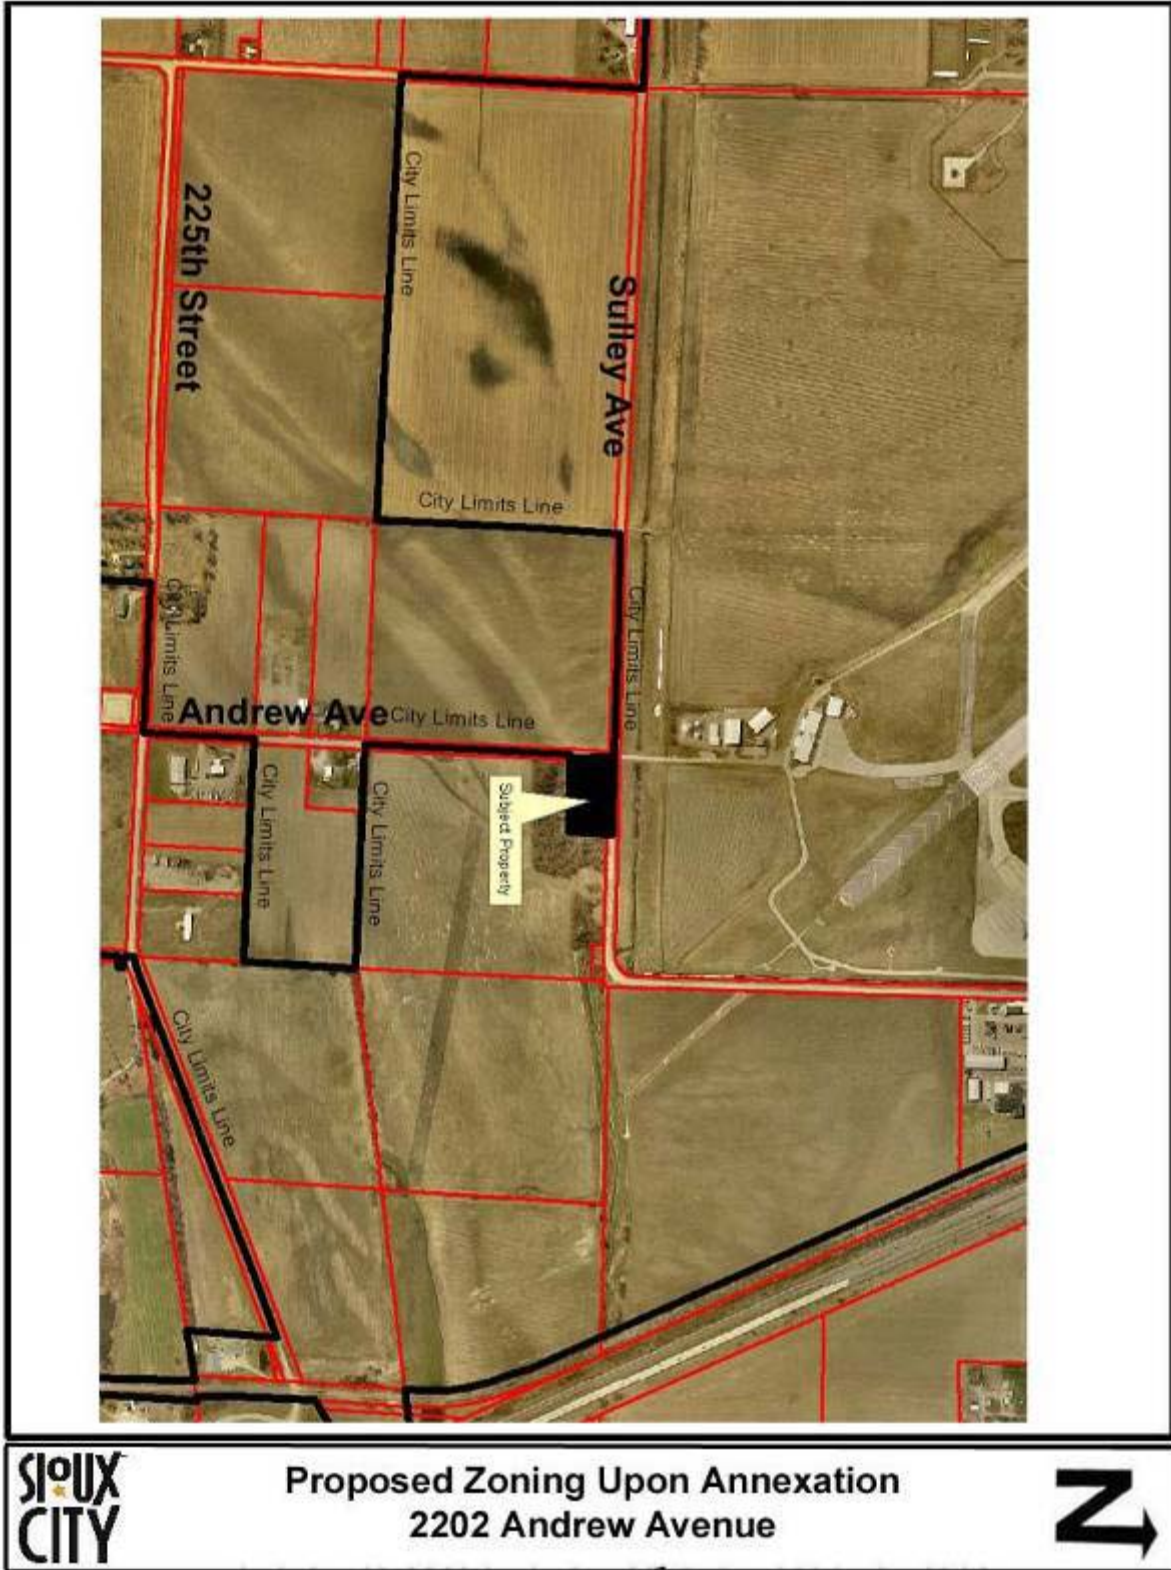 City Limits Line
225th Street
Sulley Ave
City Limits Line
City Limits Line
City Limits Line
Andrew Ave
City Limits Line
City Limits Line
City Limits Line
Subject Property
City Limits Line
SIOUX
CITY
Proposed Zoning Upon Annexation
2202 Andrew Avenue
N